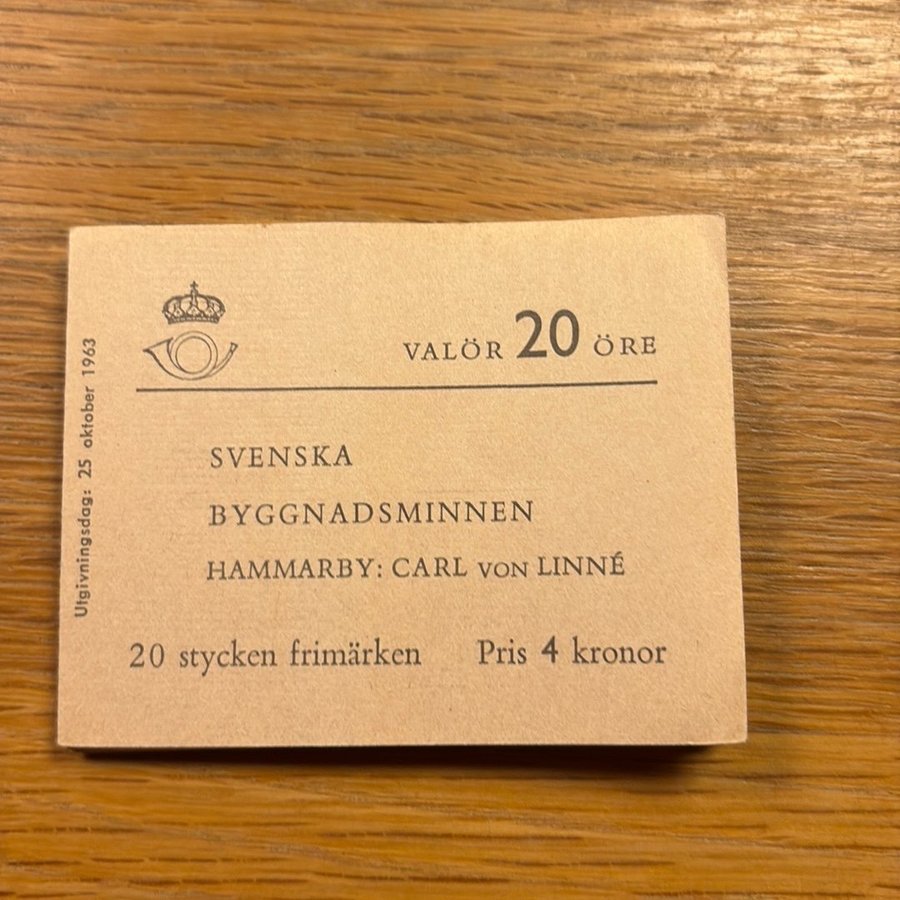 VALÖR 20 ÖRE
SVENSKA
BYGGNADSMINNEN
HAMMARBY: CARL VON LINNÉ
20 stycken frimärken Pris 4 kronor
Utgivningsdag: 25 oktober 1963